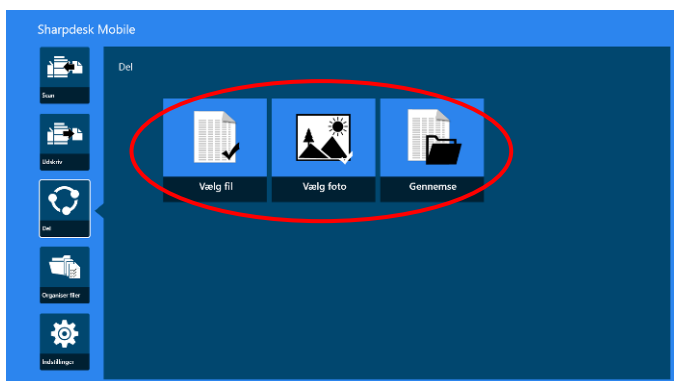 Sharpdesk Mobile
Scan
Udskriv
Del
Organiser filer
Indstillinger
Del
Vælg fil
Vælg foto
Gennemse